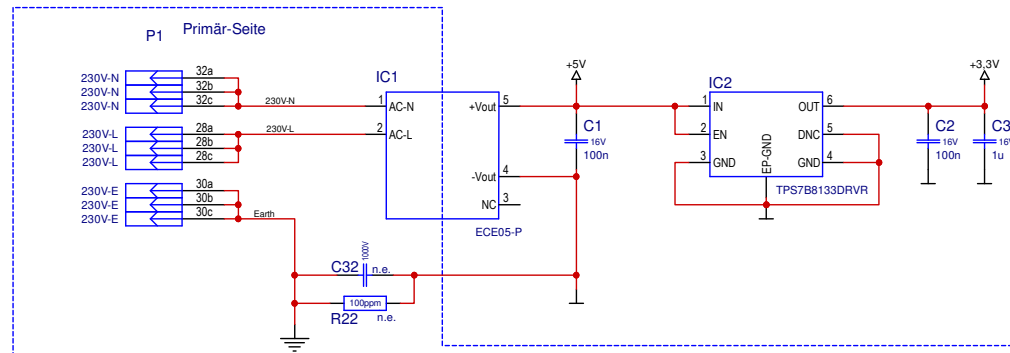 P1
Primär-Seite
230V-N
32a
230V-N
32b
230V-N
32c
230V-N
230V-L
28a
230V-L
28b
230V-L
28c
230V-L
230V-E
30a
230V-E
30b
230V-E
30c
Earth
IC1
1
AC-N
2
AC-L
+Vout
5
-Vout
4
NC
3
ECE05-P
C32
1000V
n.e.
100ppm
R22
n.e.
+5V
C1
16V
100n
IC2
1
IN
2
EN
3
GND
EP-GND
OUT
6
DNC
5
GND
4
TPS7B8133DRVR
+3,3V
C2
16V
100n
C3
1u